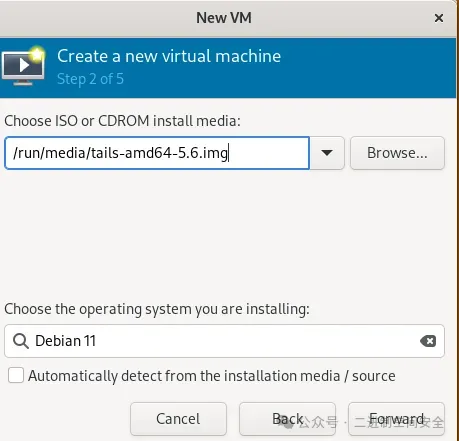 New VM
Create a new virtual machine
Step 2 of 5
Choose ISO or CDROM install media:
/run/media/tails-amd64-5.6.img
Browse...
Choose the operating system you are installing:
Debian 11
Automatically detect from the installation media / source
Cancel
Back
Forward
公众号 · 二进制空间安全